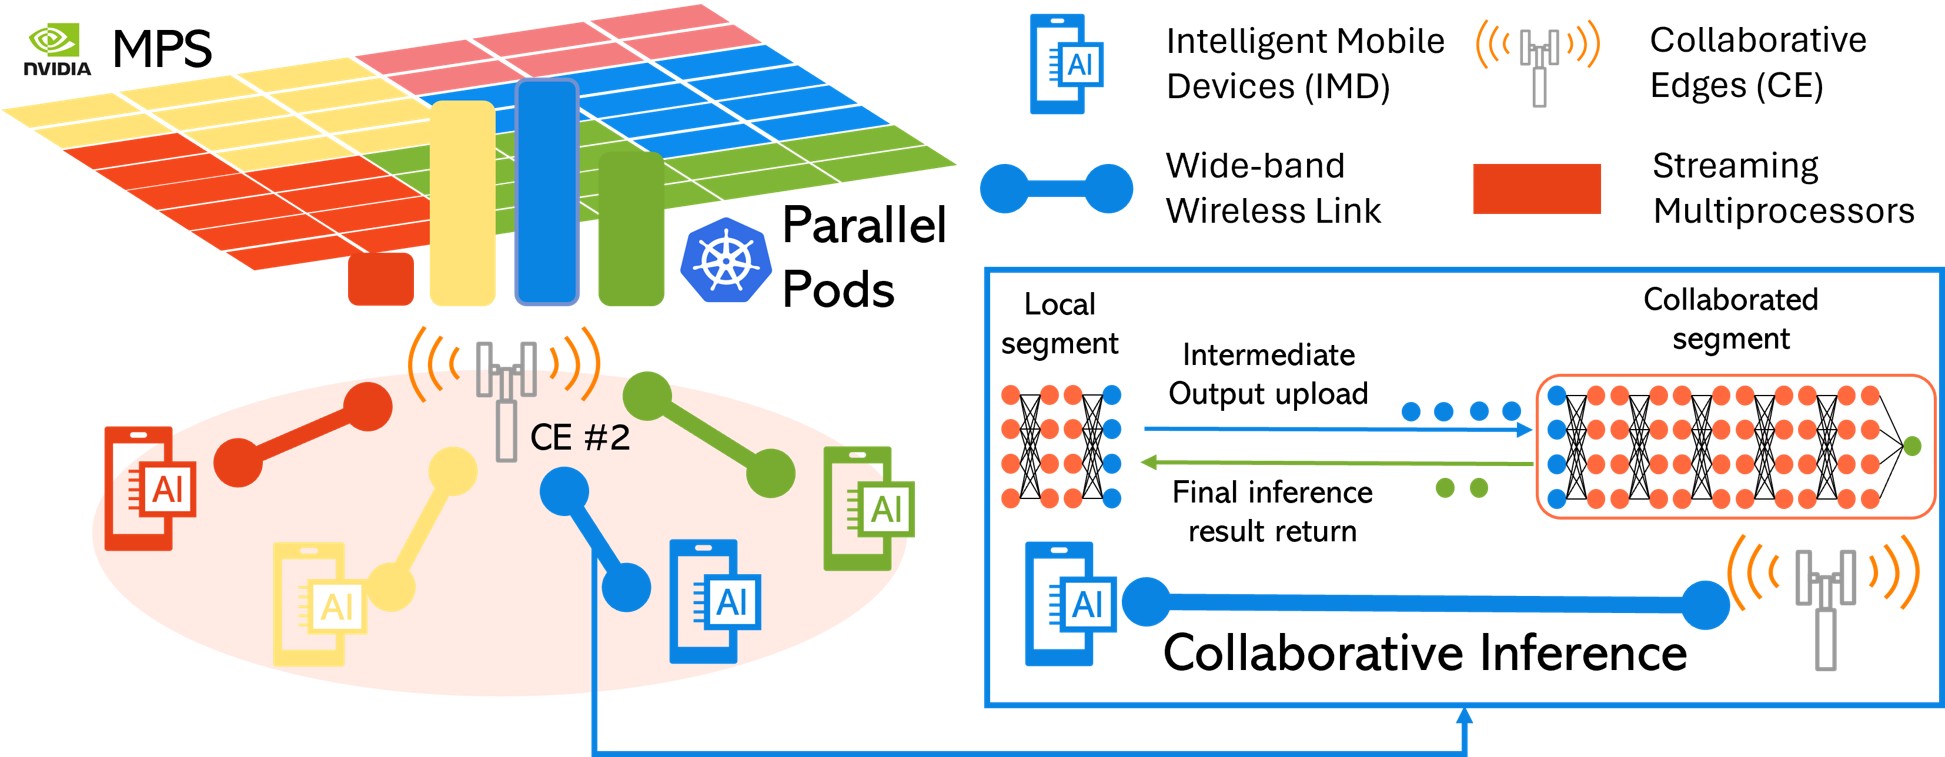 NVIDIA
MPS
Parallel
Pods
CE #2
AI
AI
AI
AI
AI
Intelligent Mobile
Devices (IMD)
Collaborative
Edges (CE)
Wide-band
Wireless Link
Streaming
Multiprocessors
Local
segment
Intermediate
Output upload
Collaborated
segment
Final inference
result return
AI
Collaborative Inference